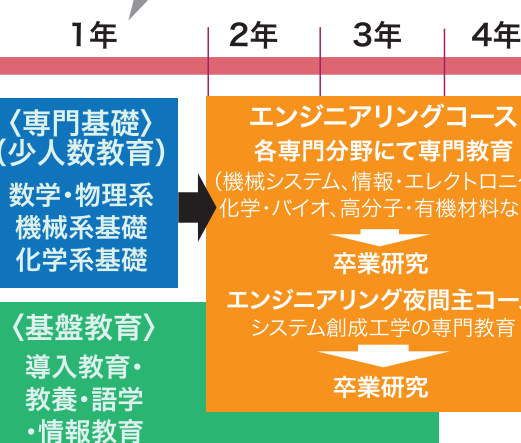 1年 2年 3年 4年
〈専門基礎〉
(少人数教育)
数学・物理系
機械系基礎
化学系基礎
エンジニアリングコース
各専門分野にて専門教育
(機械システム、情報・エレクトロニ
化学・バイオ、高分子・有機材料な
卒業研究
エンジニアリング夜間主コー
システム創成工学の専門教育
卒業研究
〈基盤教育〉
導入教育・
教養・語学
・情報教育